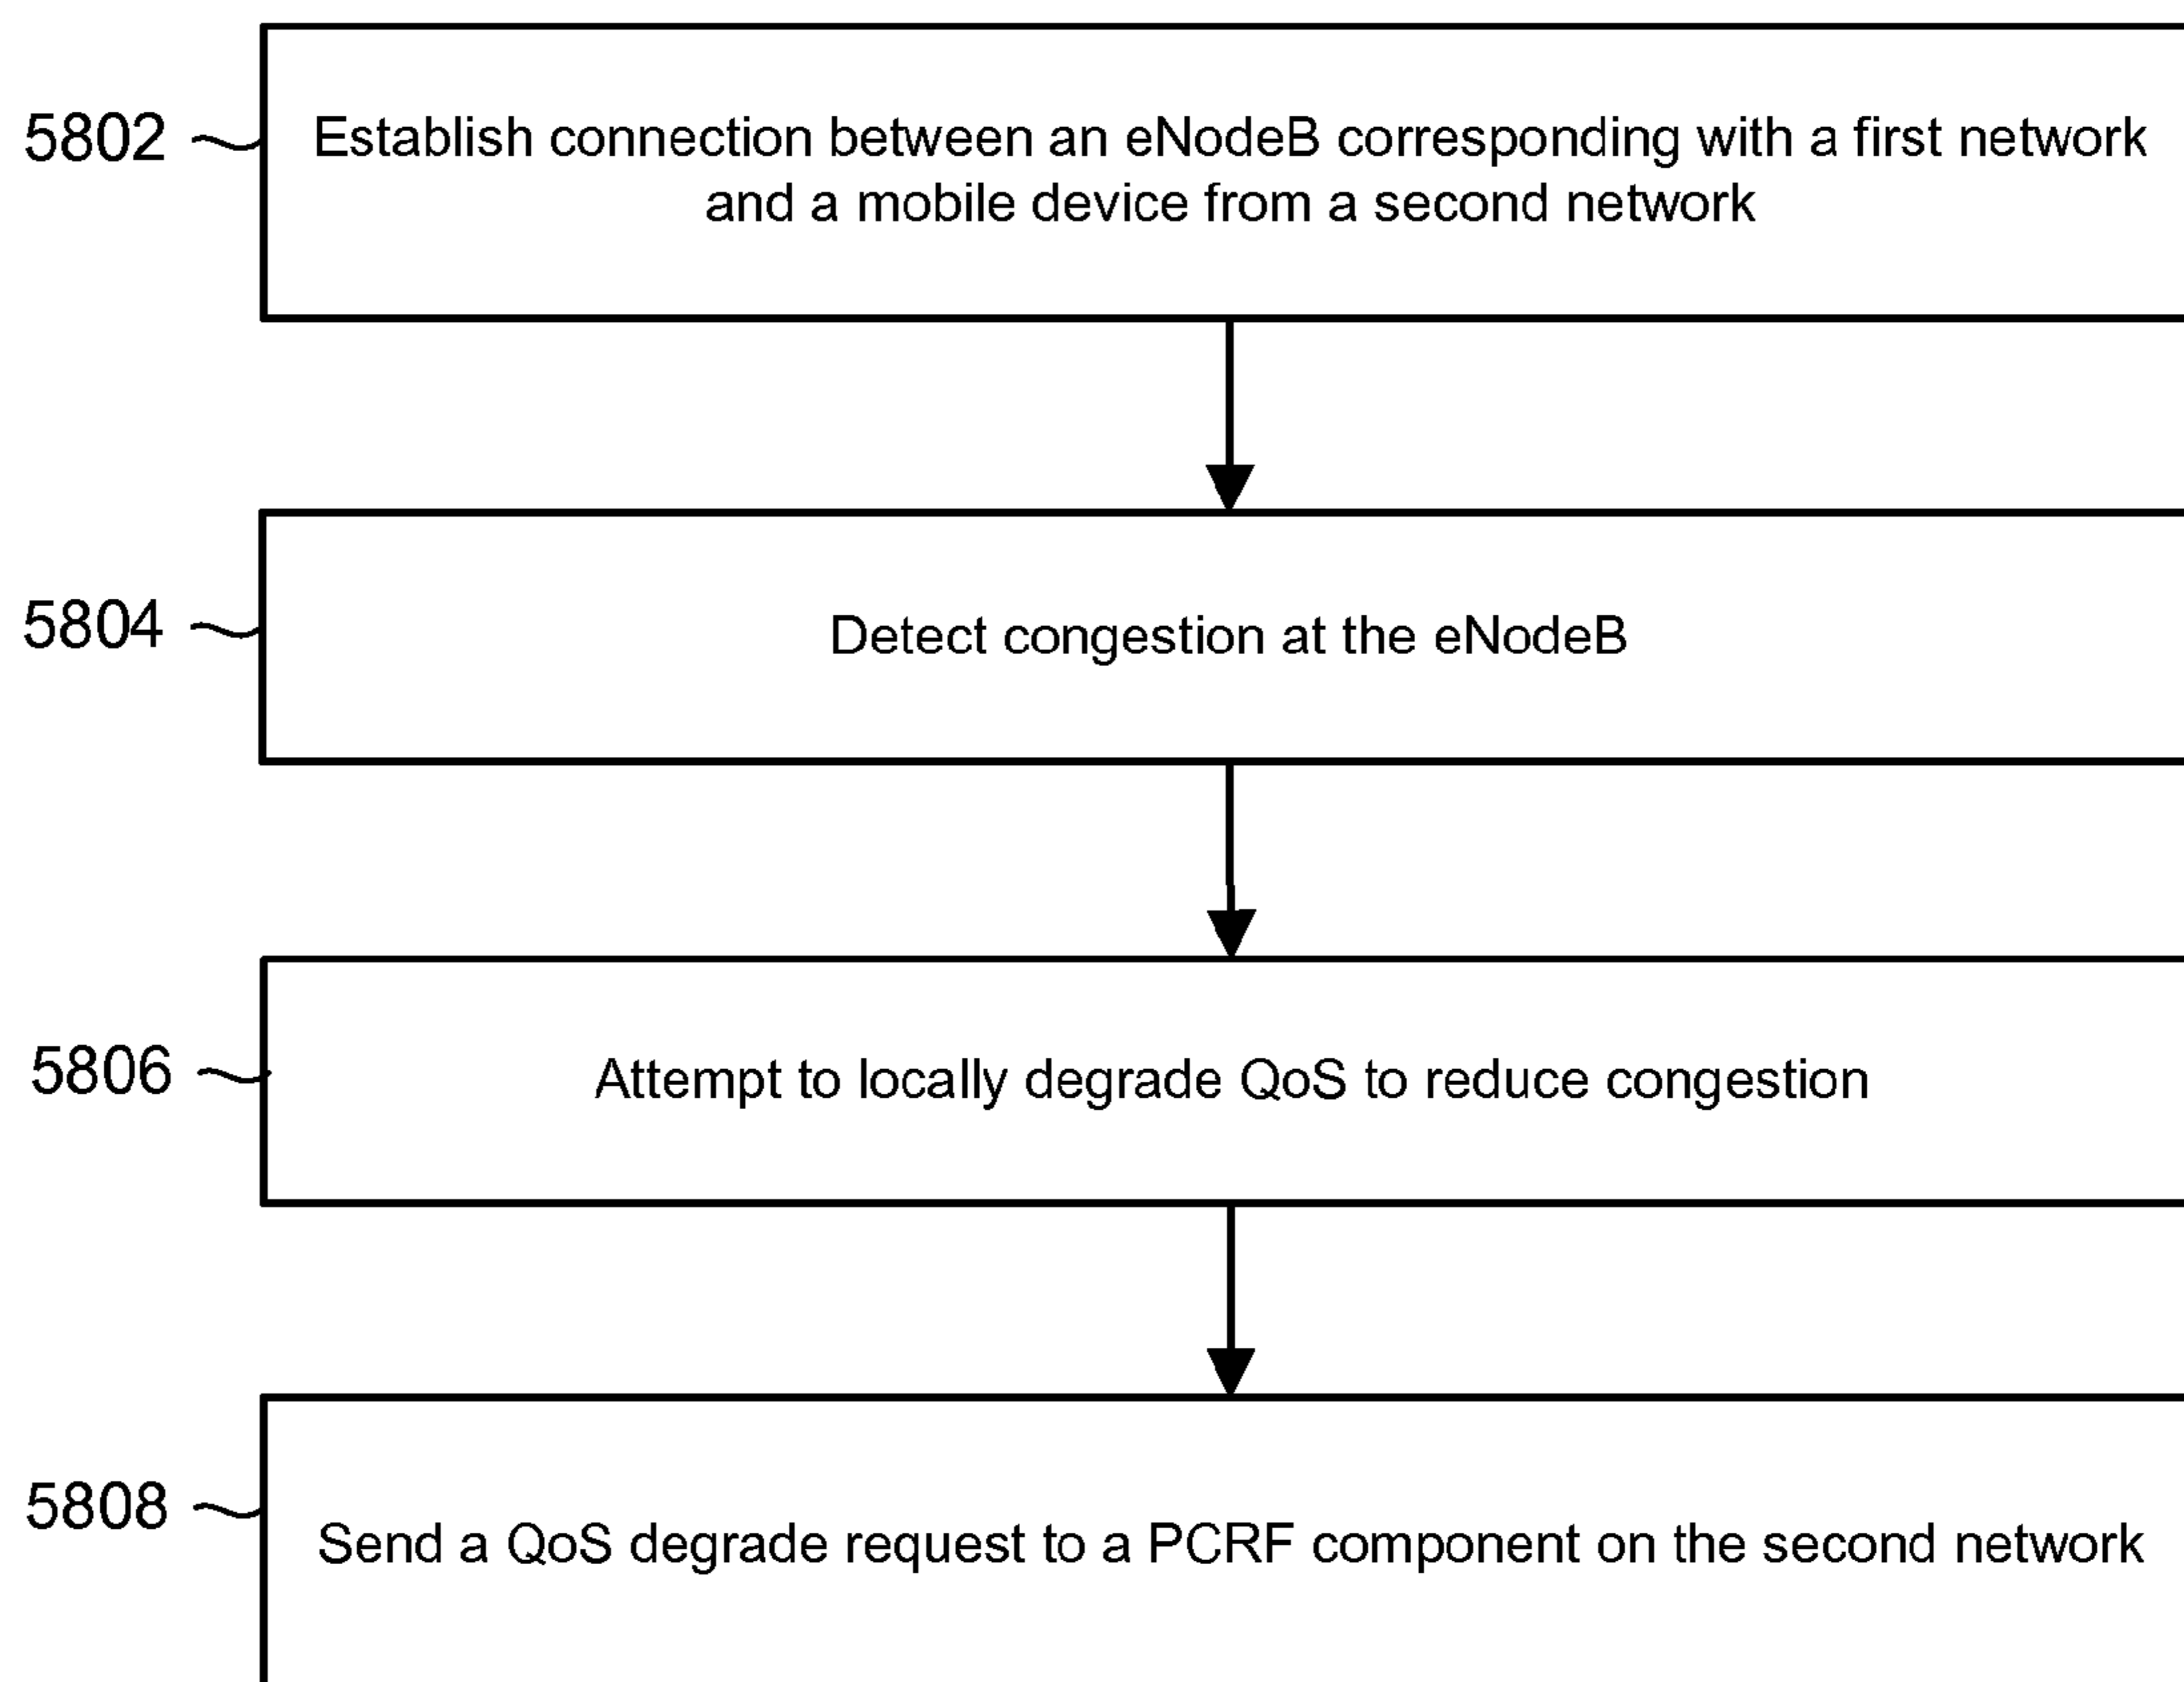 5802
Establish connection between an eNodeB corresponding with a first network
and a mobile device from a second network
5804
Detect congestion at the eNodeB
5806
Attempt to locally degrade QoS to reduce congestion
5808
Send a QoS degrade request to a PCRF component on the second network